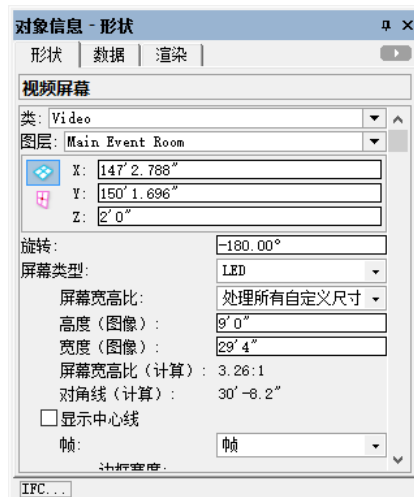 对象信息 - 形状
形状 数据 渲染
视频屏幕
类: Video
图层: Main Event Room
X: 147′2.788″
Y: 150′1.696″
Z: 2′0″
旋转: -180.00°
屏幕类型: LED
屏幕宽高比: 处理所有自定义尺寸
高度（图像）: 9′0″
宽度（图像）: 29′4″
屏幕宽高比（计算）: 3.26:1
对角线（计算）: 30′-8.2″
显示中心线
帧: 帧
边框宽度:
IFC...